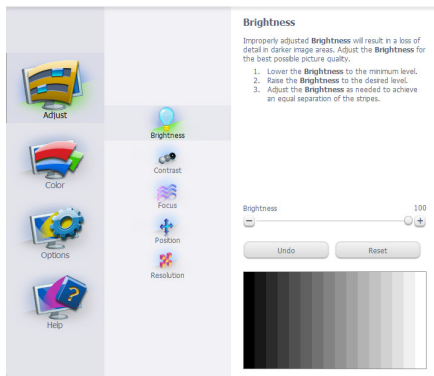 Adjust
Color
Options
Help
Brightness
Contrast
Focus
Position
Resolution
Brightness
Improperly adjusted Brightness will result in a loss of
detail in darker image areas. Adjust the Brightness for
the best possible picture quality.
1. Lower the Brightness to the minimum level.
2. Raise the Brightness to the desired level.
3. Adjust the Brightness as needed to achieve
an equal separation of the stripes.
Brightness 100
Undo Reset